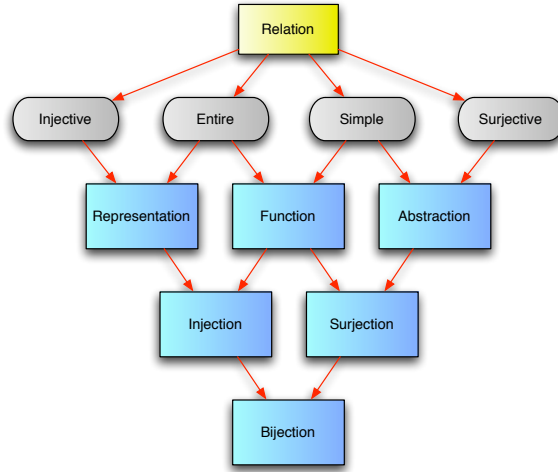 Relation
Injective
Entire
Simple
Surjective
Representation
Function
Abstraction
Injection
Surjection
Bijection